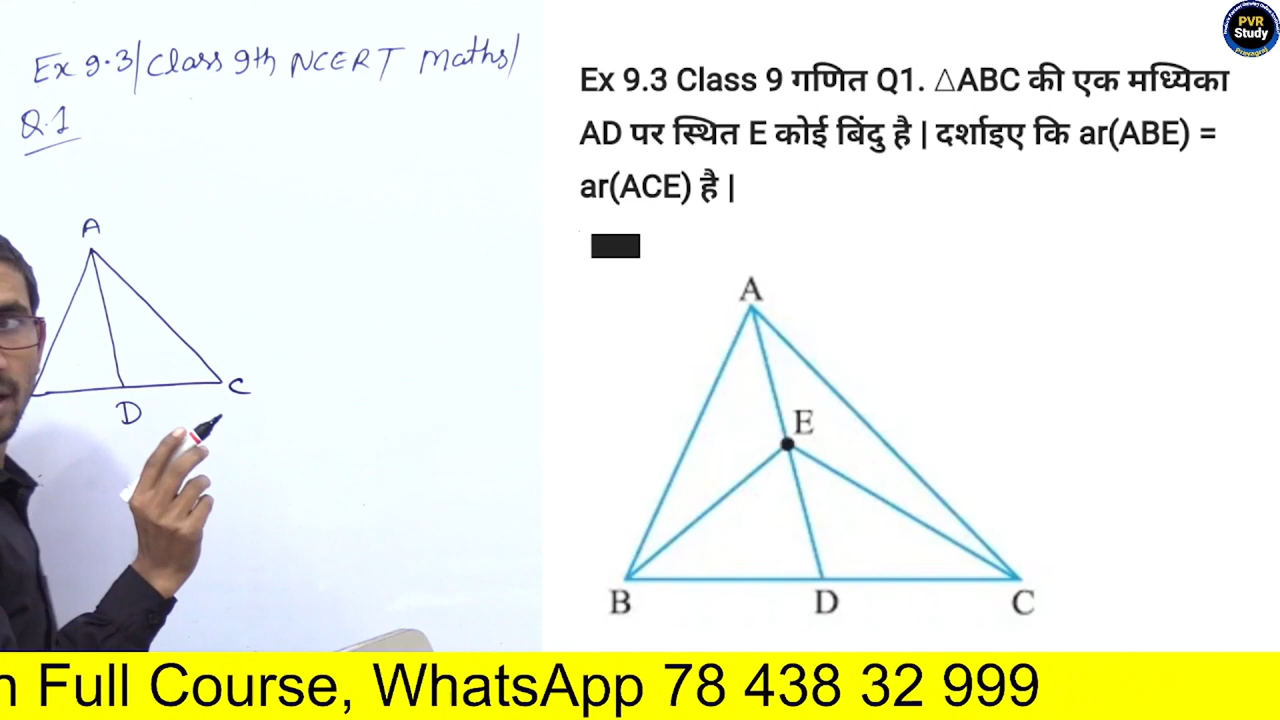 Ex 9.3/Class 9th NCERT Maths/
Q.1
A
D
C
PVR
Study
Prayagraj
Ex 9.3 Class 9 गणित Q1. △ABC की एक मध्यिका
AD पर स्थित E कोई बिंदु है | दर्शाइए कि ar(ABE) =
ar(ACE) है |
A
E
B
D
C
n Full Course, WhatsApp 78 438 32 999